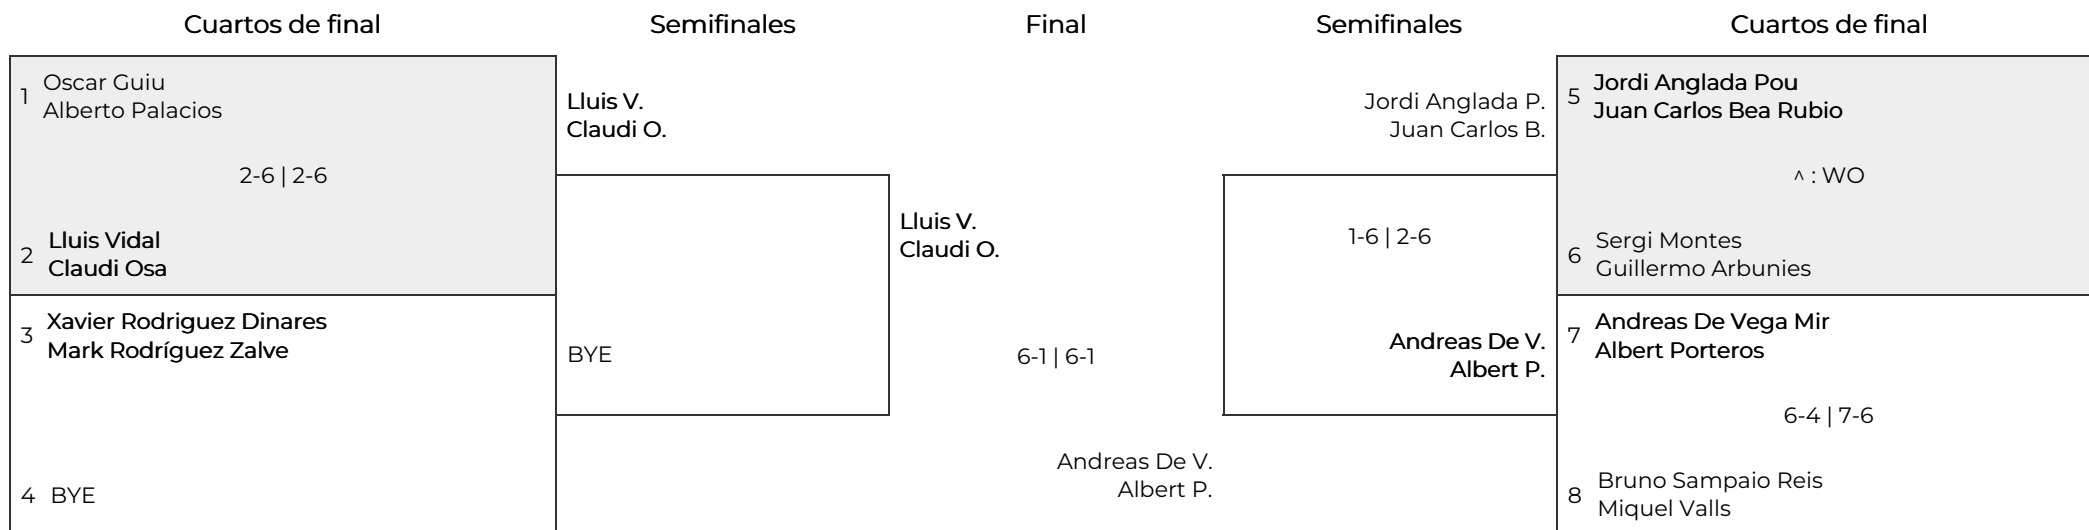 Cuartos de final
Semifinales
Final
Semifinales
Cuartos de final
1
Oscar Guiu
Alberto Palacios
2-6 | 2-6
2
Lluis Vidal
Claudi Osa
3
Xavier Rodriguez Dinares
Mark Rodríguez Zalve
4 BYE
Lluis V.
Claudi O.
BYE
Lluis V.
Claudi O.
6-1 | 6-1
Andreas De V.
Albert P.
Jordi Anglada P.
Juan Carlos B.
1-6 | 2-6
Andreas De V.
Albert P.
5
Jordi Anglada Pou
Juan Carlos Bea Rubio
^ : WO
6
Sergi Montes
Guillermo Arbunies
7
Andreas De Vega Mir
Albert Porteros
6-4 | 7-6
8
Bruno Sampaio Reis
Miquel Valls